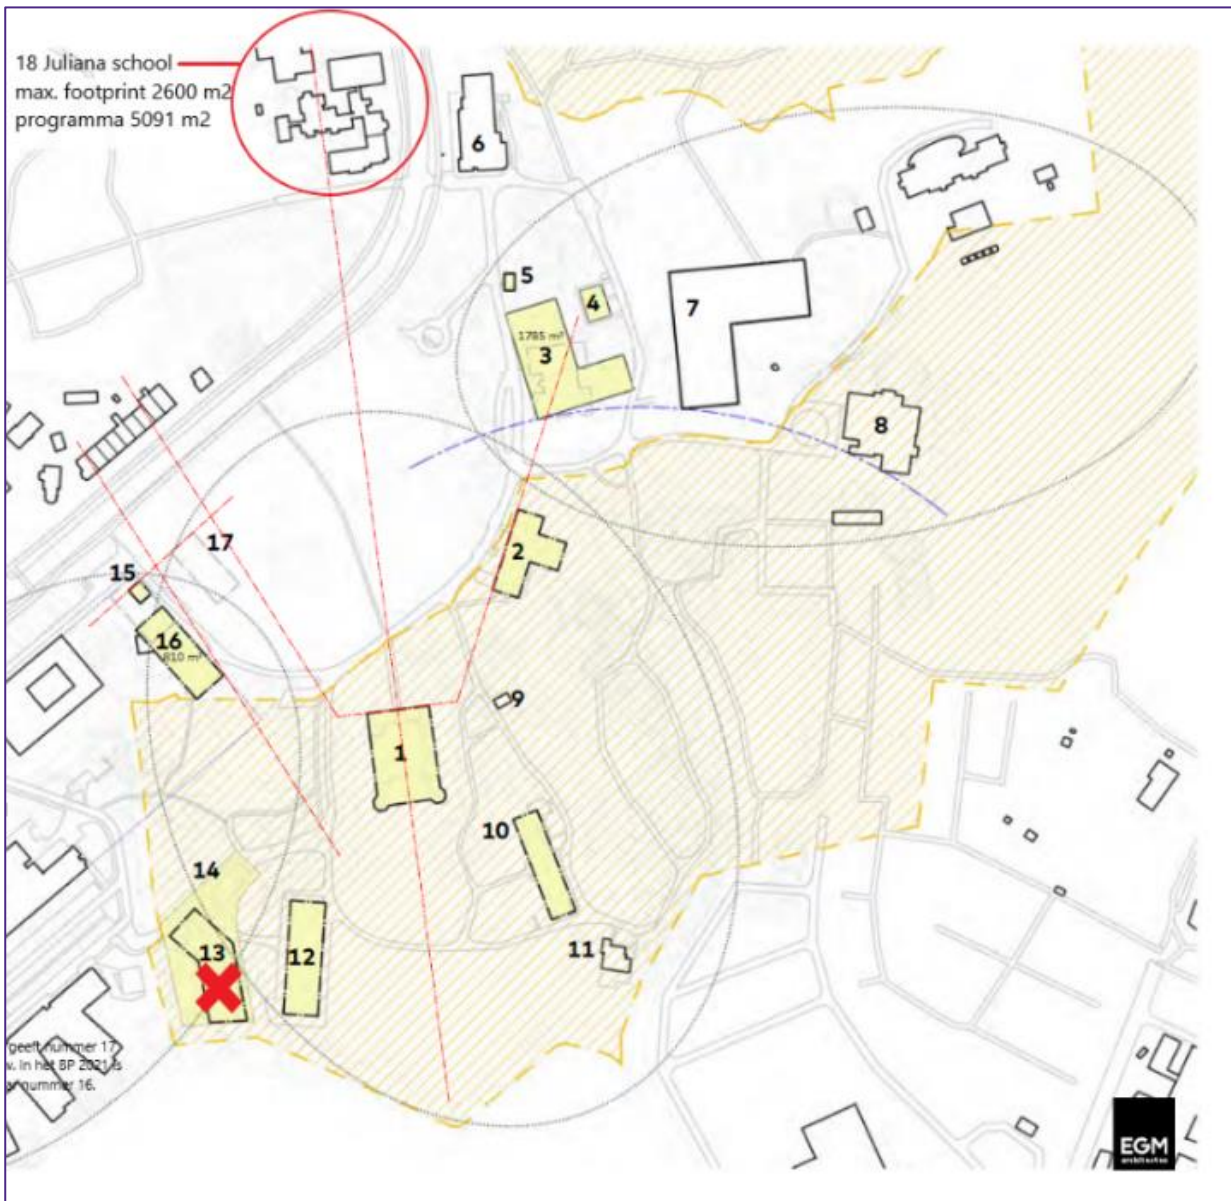 18 Juliana school
max. footprint 2600 m2
programma 5091 m2
6
5
4
7
1785 m²
3
8
17
2
15
16
810 m²
9
1
10
14
11
13
12
geeft nummer 17
v. In het BP 2021 is
nummer 16.
EGM
architecten